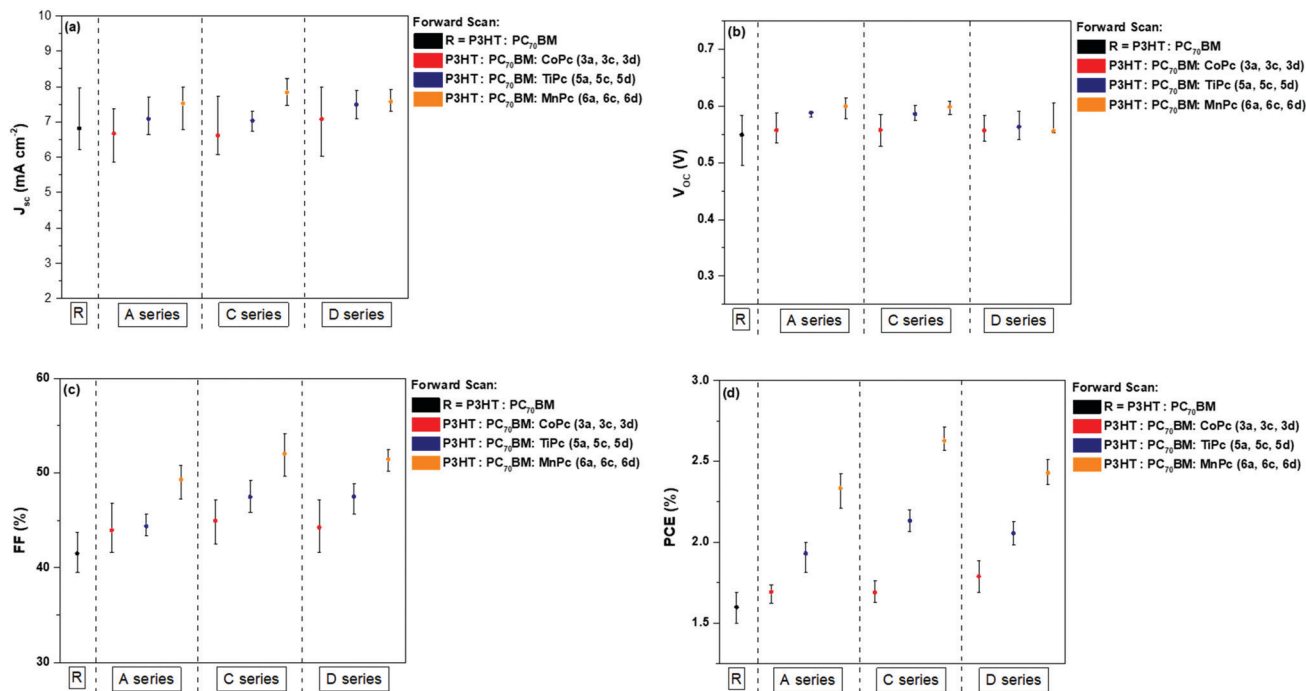 (a)
10
9
8
7
6
5
4
3
2
J_sc (mA cm⁻²)
R
A series
C series
D series
Forward Scan:
R = P3HT : PC₇₀BM
P3HT : PC₇₀BM: CoPc (3a, 3c, 3d)
P3HT : PC₇₀BM: TiPc (5a, 5c, 5d)
P3HT : PC₇₀BM: MnPc (6a, 6c, 6d)
(b)
0.7
0.6
0.5
0.4
0.3
V_OC (V)
R
A series
C series
D series
Forward Scan:
R = P3HT : PC₇₀BM
P3HT : PC₇₀BM: CoPc (3a, 3c, 3d)
P3HT : PC₇₀BM: TiPc (5a, 5c, 5d)
P3HT : PC₇₀BM: MnPc (6a, 6c, 6d)
(c)
60
50
40
30
FF (%)
R
A series
C series
D series
Forward Scan:
R = P3HT : PC₇₀BM
P3HT : PC₇₀BM: CoPc (3a, 3c, 3d)
P3HT : PC₇₀BM: TiPc (5a, 5c, 5d)
P3HT : PC₇₀BM: MnPc (6a, 6c, 6d)
(d)
3.0
2.5
2.0
1.5
PCE (%)
R
A series
C series
D series
Forward Scan:
R = P3HT : PC₇₀BM
P3HT : PC₇₀BM: CoPc (3a, 3c, 3d)
P3HT : PC₇₀BM: TiPc (5a, 5c, 5d)
P3HT : PC₇₀BM: MnPc (6a, 6c, 6d)